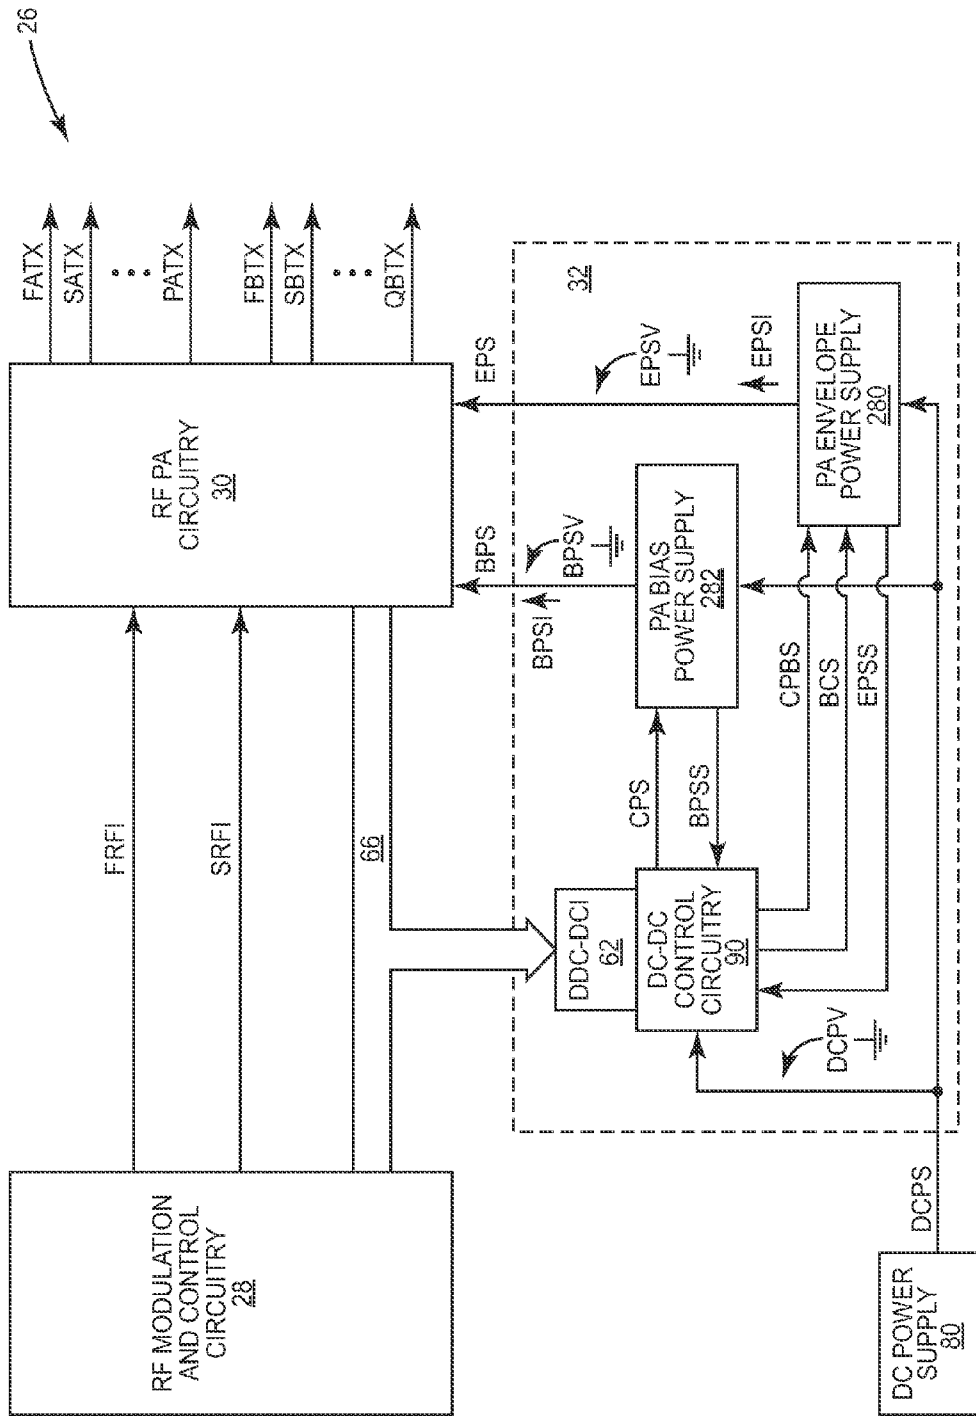 26
FATX
SATX
PATX
FBTX
SBTX
QBTX
RF MODULATION
AND CONTROL
CIRCUITRY
28
FRFI
SRFI
66
RF PA
CIRCUITRY
30
BPS
EPS
32
DDC-DCI
62
DC-DC
CONTROL
CIRCUITRY
90
CPS
BPSS
PA BIAS
POWER SUPPLY
282
BPSI
BPSV
EPSV
EPSI
PA ENVELOPE
POWER SUPPLY
280
CPBS
BCS
EPSS
DCPV
DC POWER
SUPPLY
80
DCPS